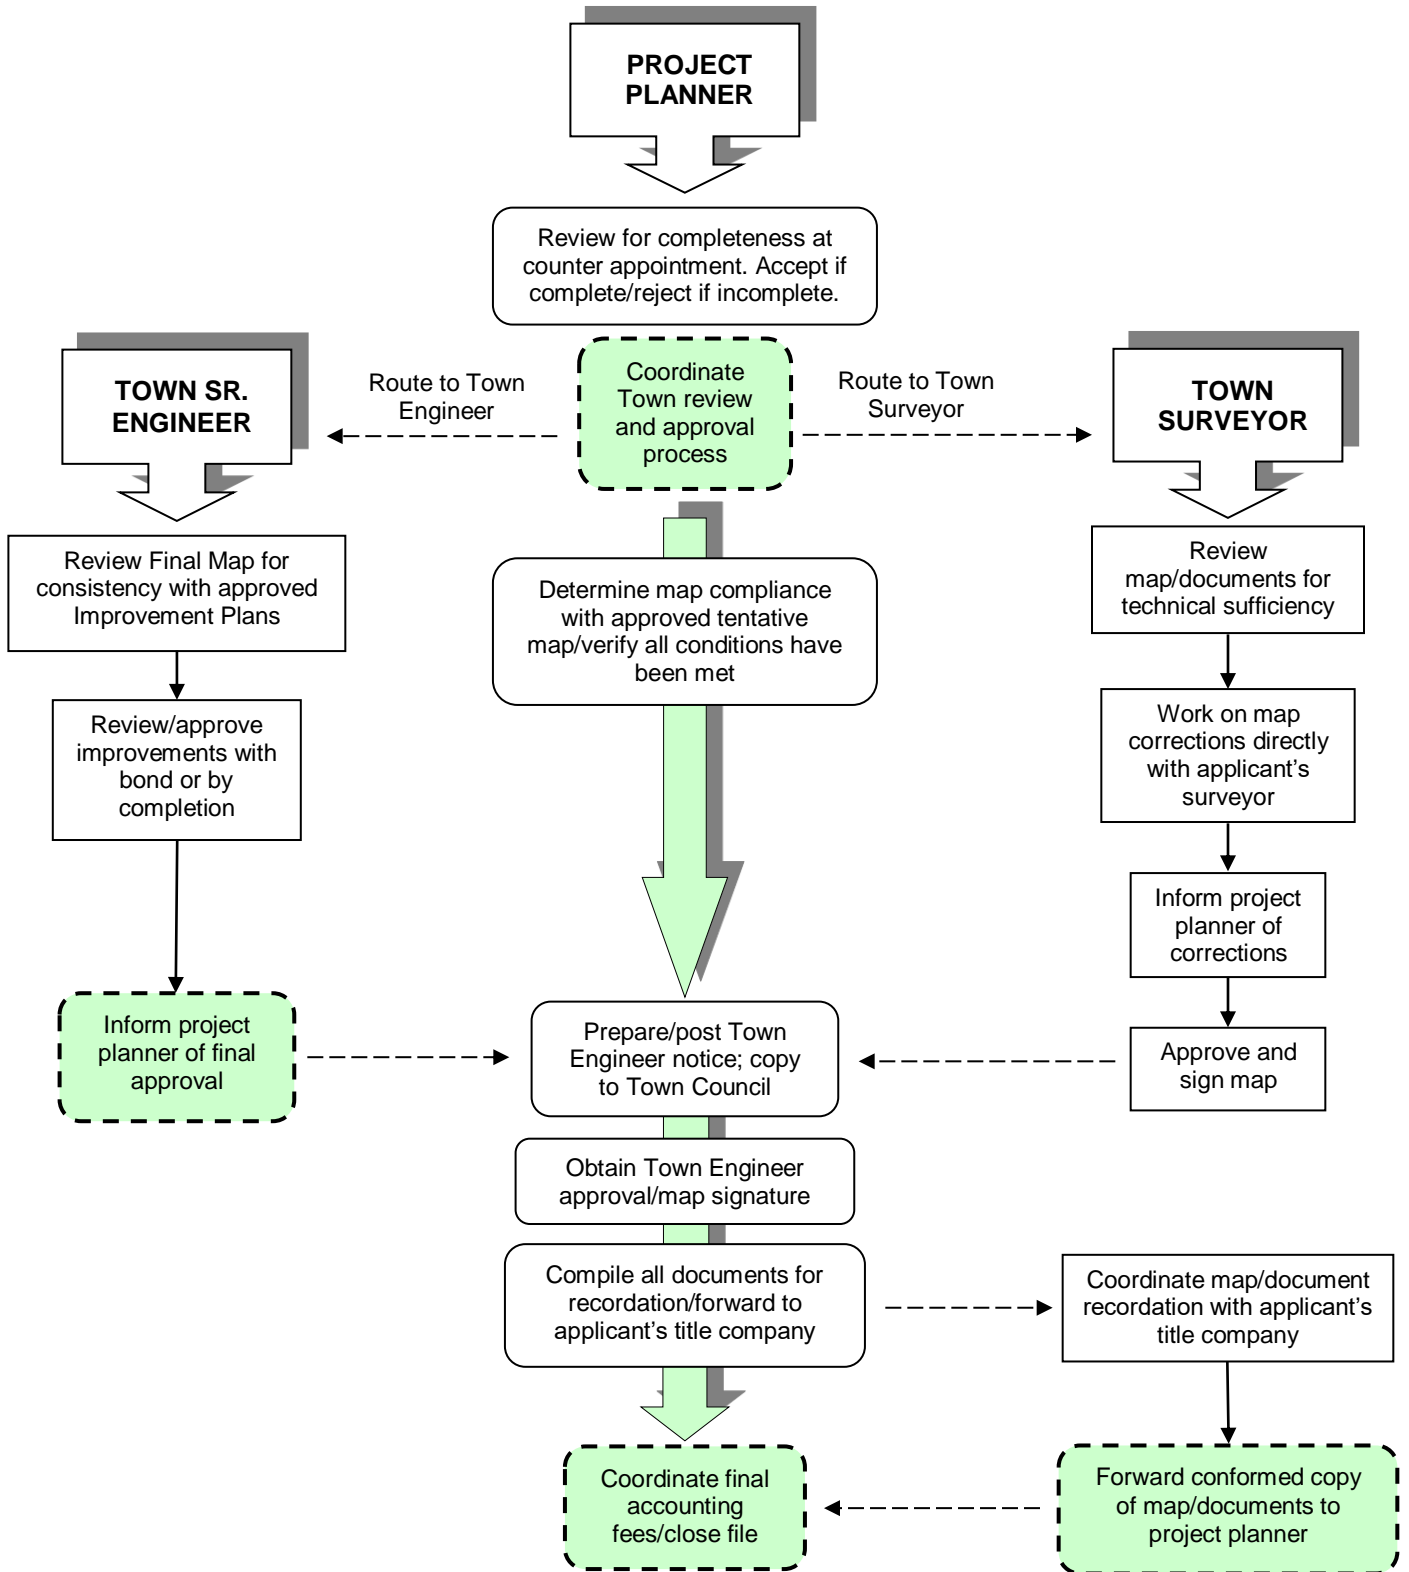 PROJECT
PLANNER
Review for completeness at
counter appointment. Accept if
complete/reject if incomplete.
TOWN SR.
ENGINEER
Route to Town
Engineer
Coordinate
Town review
and approval
process
Route to Town
Surveyor
TOWN
SURVEYOR
Review Final Map for
consistency with approved
Improvement Plans
Determine map compliance
with approved tentative
map/verify all conditions have
been met
Review
map/documents for
technical sufficiency
Review/approve
improvements with
bond or by
completion
Work on map
corrections directly
with applicant’s
surveyor
Inform project
planner of
corrections
Inform project
planner of final
approval
Prepare/post Town
Engineer notice; copy
to Town Council
Approve and
sign map
Obtain Town Engineer
approval/map signature
Compile all documents for
recordation/forward to
applicant’s title company
Coordinate map/document
recordation with applicant’s
title company
Coordinate final
accounting
fees/close file
Forward conformed copy
of map/documents to
project planner